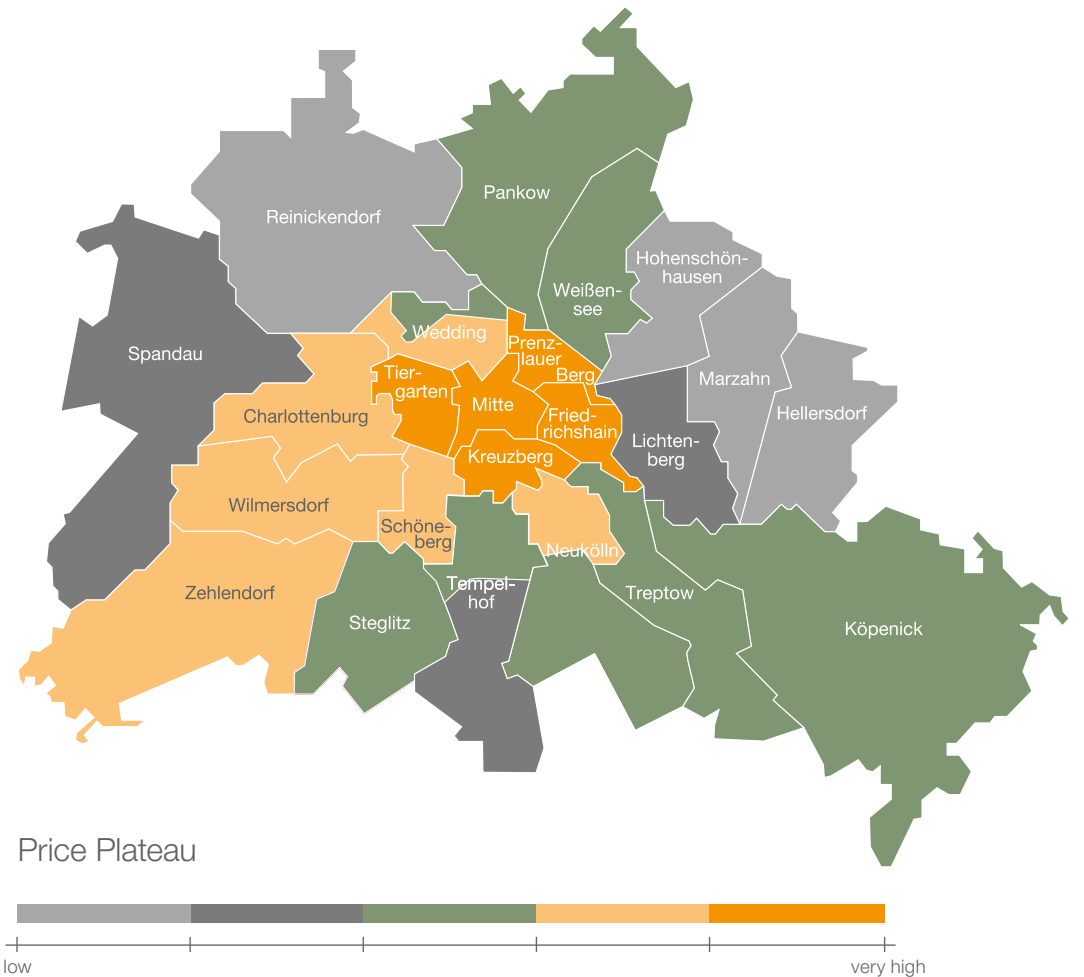 Pankow
Reinickendorf
Hohenschön-
hausen
Weißen-
see
Wedding
Spandau
Prenz-
lauer
Berg
Tier-
garten
Marzahn
Mitte
Charlottenburg
Fried-
richshain
Hellersdorf
Lichten-
berg
Kreuzberg
Wilmersdorf
Schöne-
berg
Neukölln
Zehlendorf
Tempel-
hof
Treptow
Steglitz
Köpenick
Price Plateau
low
very high